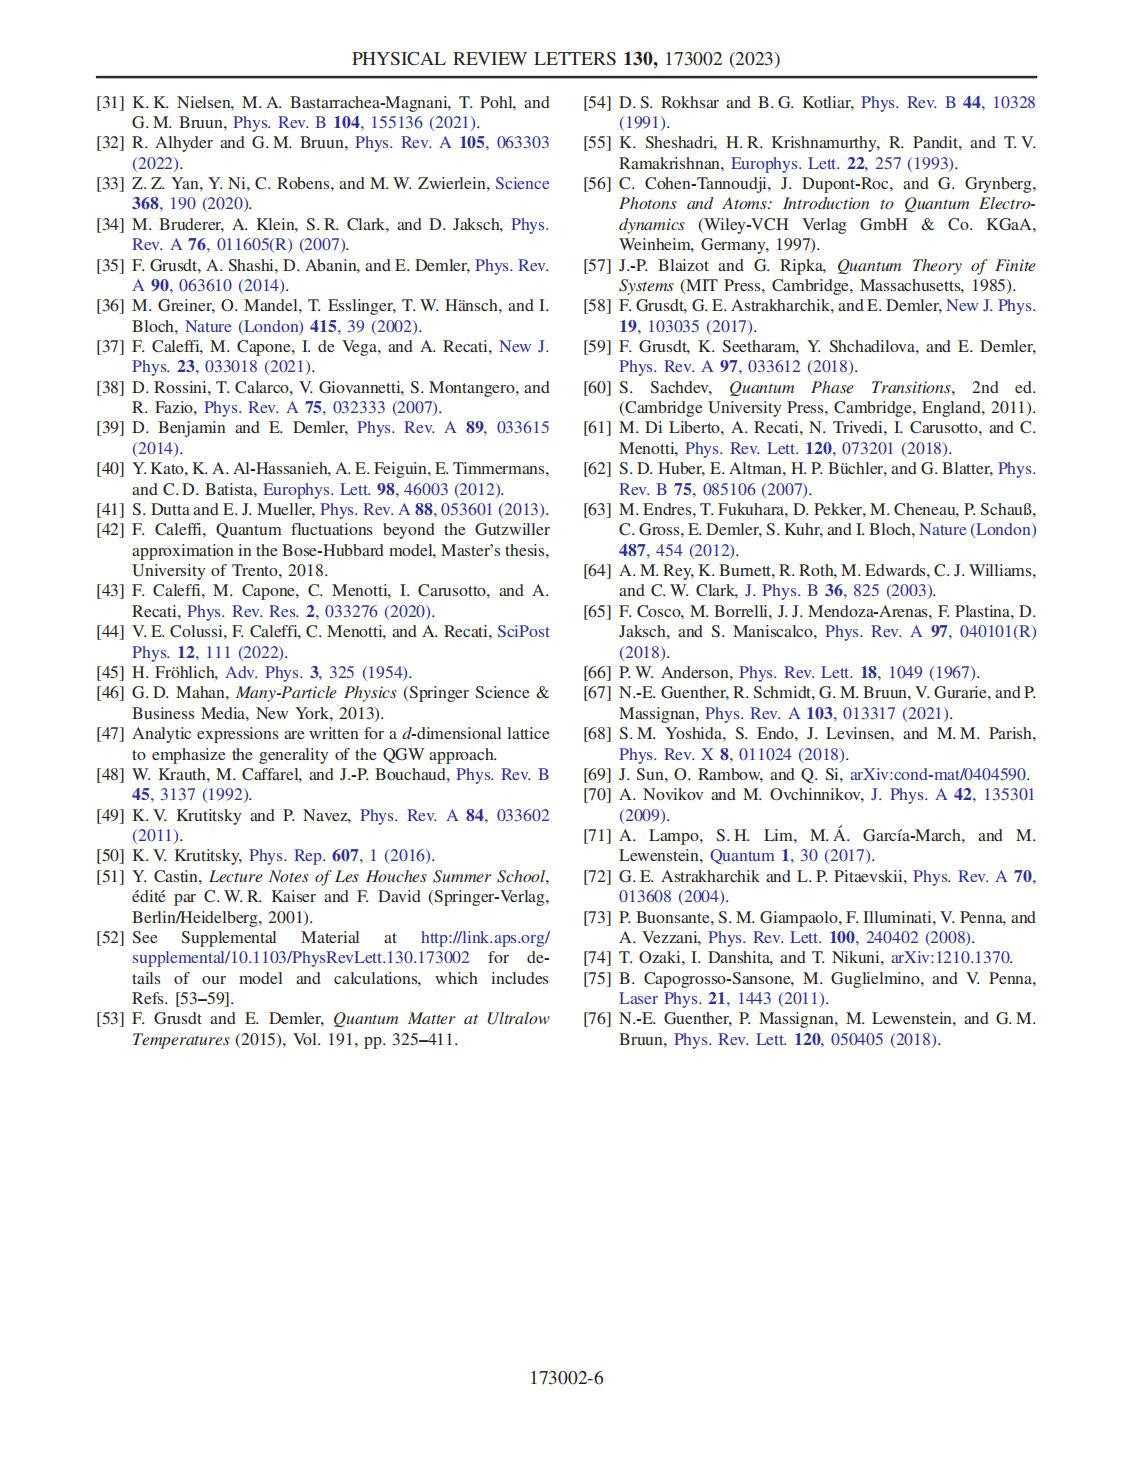 PHYSICAL REVIEW LETTERS 130, 173002 (2023)
[31] K. K. Nielsen, M. A. Bastarrachea-Magnani, T. Pohl, and
G. M. Bruun, Phys. Rev. B 104, 155136 (2021).
[32] R. Alhyder and G. M. Bruun, Phys. Rev. A 105, 063303
(2022).
[33] Z. Z. Yan, Y. Ni, C. Robens, and M. W. Zwierlein, Science
368, 190 (2020).
[34] M. Bruderer, A. Klein, S. R. Clark, and D. Jaksch, Phys.
Rev. A 76, 011605(R) (2007).
[35] F. Grusdt, A. Shashi, D. Abanin, and E. Demler, Phys. Rev.
A 90, 063610 (2014).
[36] M. Greiner, O. Mandel, T. Esslinger, T. W. Hänsch, and I.
Bloch, Nature (London) 415, 39 (2002).
[37] F. Caleffi, M. Capone, I. de Vega, and A. Recati, New J.
Phys. 23, 033018 (2021).
[38] D. Rossini, T. Calarco, V. Giovannetti, S. Montangero, and
R. Fazio, Phys. Rev. A 75, 032333 (2007).
[39] D. Benjamin and E. Demler, Phys. Rev. A 89, 033615
(2014).
[40] Y. Kato, K. A. Al-Hassanieh, A. E. Feiguin, E. Timmermans,
and C. D. Batista, Europhys. Lett. 98, 46003 (2012).
[41] S. Dutta and E. J. Mueller, Phys. Rev. A 88, 053601 (2013).
[42] F. Caleffi, Quantum fluctuations beyond the Gutzwiller
approximation in the Bose-Hubbard model, Master's thesis,
University of Trento, 2018.
[43] F. Caleffi, M. Capone, C. Menotti, I. Carusotto, and A.
Recati, Phys. Rev. Res. 2, 033276 (2020).
[44] V. E. Colussi, F. Caleffi, C. Menotti, and A. Recati, SciPost
Phys. 12, 111 (2022).
[45] H. Fröhlich, Adv. Phys. 3, 325 (1954).
[46] G. D. Mahan, Many-Particle Physics (Springer Science &
Business Media, New York, 2013).
[47] Analytic expressions are written for a d-dimensional lattice
to emphasize the generality of the QGW approach.
[48] W. Krauth, M. Caffarel, and J.-P. Bouchaud, Phys. Rev. B
45, 3137 (1992).
[49] K. V. Krutitsky and P. Navez, Phys. Rev. A 84, 033602
(2011).
[50] K. V. Krutitsky, Phys. Rep. 607, 1 (2016).
[51] Y. Castin, Lecture Notes of Les Houches Summer School,
édité par C. W. R. Kaiser and F. David (Springer-Verlag,
Berlin/Heidelberg, 2001).
[52] See Supplemental Material at http://link.aps.org/
supplemental/10.1103/PhysRevLett.130.173002 for de-
tails of our model and calculations, which includes
Refs. [53–59].
[53] F. Grusdt and E. Demler, Quantum Matter at Ultralow
Temperatures (2015), Vol. 191, pp. 325–411.
[54] D. S. Rokhsar and B. G. Kotliar, Phys. Rev. B 44, 10328
(1991).
[55] K. Sheshadri, H. R. Krishnamurthy, R. Pandit, and T. V.
Ramakrishnan, Europhys. Lett. 22, 257 (1993).
[56] C. Cohen-Tannoudji, J. Dupont-Roc, and G. Grynberg,
Photons and Atoms: Introduction to Quantum Electro-
dynamics (Wiley-VCH Verlag GmbH & Co. KGaA,
Weinheim, Germany, 1997).
[57] J.-P. Blaizot and G. Ripka, Quantum Theory of Finite
Systems (MIT Press, Cambridge, Massachusetts, 1985).
[58] F. Grusdt, G. E. Astrakharchik, and E. Demler, New J. Phys.
19, 103035 (2017).
[59] F. Grusdt, K. Seetharam, Y. Shchadilova, and E. Demler,
Phys. Rev. A 97, 033612 (2018).
[60] S. Sachdev, Quantum Phase Transitions, 2nd ed.
(Cambridge University Press, Cambridge, England, 2011).
[61] M. Di Liberto, A. Recati, N. Trivedi, I. Carusotto, and C.
Menotti, Phys. Rev. Lett. 120, 073201 (2018).
[62] S. D. Huber, E. Altman, H. P. Büchler, and G. Blatter, Phys.
Rev. B 75, 085106 (2007).
[63] M. Endres, T. Fukuhara, D. Pekker, M. Cheneau, P. Schauß,
C. Gross, E. Demler, S. Kuhr, and I. Bloch, Nature (London)
487, 454 (2012).
[64] A. M. Rey, K. Burnett, R. Roth, M. Edwards, C. J. Williams,
and C. W. Clark, J. Phys. B 36, 825 (2003).
[65] F. Cosco, M. Borrelli, J. J. Mendoza-Arenas, F. Plastina, D.
Jaksch, and S. Maniscalco, Phys. Rev. A 97, 040101(R)
(2018).
[66] P. W. Anderson, Phys. Rev. Lett. 18, 1049 (1967).
[67] N.-E. Guenther, R. Schmidt, G. M. Bruun, V. Gurarie, and P.
Massignan, Phys. Rev. A 103, 013317 (2021).
[68] S. M. Yoshida, S. Endo, J. Levinsen, and M. M. Parish,
Phys. Rev. X 8, 011024 (2018).
[69] J. Sun, O. Rambow, and Q. Si, arXiv:cond-mat/0404590.
[70] A. Novikov and M. Ovchinnikov, J. Phys. A 42, 135301
(2009).
[71] A. Lampo, S. H. Lim, M. Á. García-March, and M.
Lewenstein, Quantum 1, 30 (2017).
[72] G. E. Astrakharchik and L. P. Pitaevskii, Phys. Rev. A 70,
013608 (2004).
[73] P. Buonsante, S. M. Giampaolo, F. Illuminati, V. Penna, and
A. Vezzani, Phys. Rev. Lett. 100, 240402 (2008).
[74] T. Ozaki, I. Danshita, and T. Nikuni, arXiv:1210.1370.
[75] B. Capogrosso-Sansone, M. Guglielmino, and V. Penna,
Laser Phys. 21, 1443 (2011).
[76] N.-E. Guenther, P. Massignan, M. Lewenstein, and G. M.
Bruun, Phys. Rev. Lett. 120, 050405 (2018).
173002-6